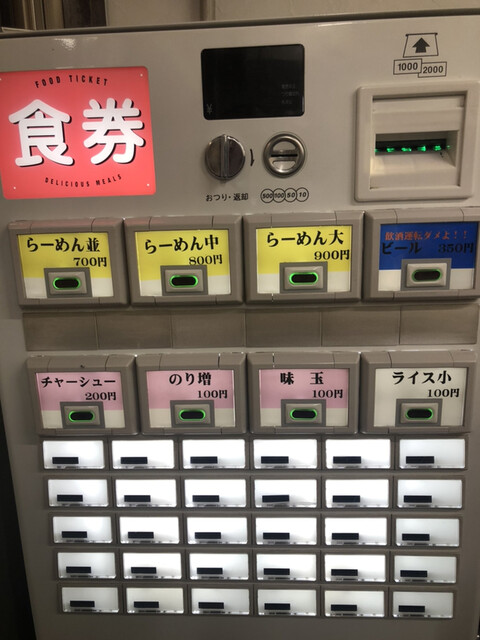 FOOD TICKET
食券
DELICIOUS MEALS
1000 2000
おつり・返却
500 100 50 10
らーめん並
700円
らーめん中
800円
らーめん大
900円
飲酒運転ダメよ!!
ビール 350円
チャーシュー
200円
のり増
100円
味玉
100円
ライス小
100円